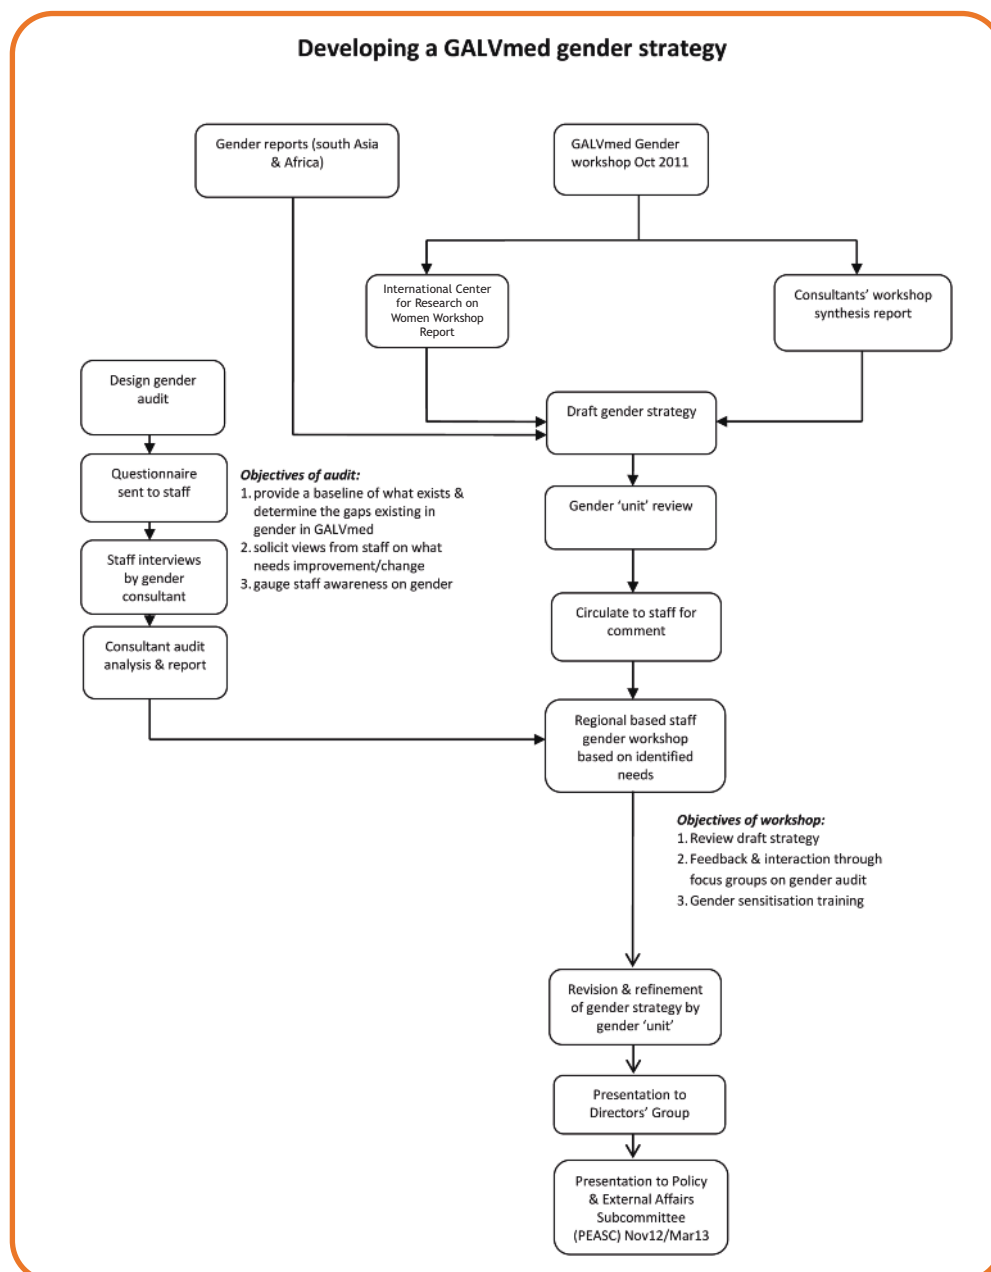 Developing a GALVmed gender strategy
Gender reports (south Asia
& Africa)
GALVmed Gender
workshop Oct 2011
International Center
for Research on
Women Workshop
Report
Consultants’ workshop
synthesis report
Design gender
audit
Draft gender strategy
Questionnaire
sent to staff
Objectives of audit:
1. provide a baseline of what exists &
determine the gaps existing in
gender in GALVmed
2. solicit views from staff on what
needs improvement/change
3. gauge staff awareness on gender
Gender ‘unit’ review
Staff interviews
by gender
consultant
Circulate to staff for
comment
Consultant audit
analysis & report
Regional based staff
gender workshop
based on identified
needs
Objectives of workshop:
1. Review draft strategy
2. Feedback & interaction through
focus groups on gender audit
3. Gender sensitisation training
Revision & refinement
of gender strategy by
gender ‘unit’
Presentation to
Directors’ Group
Presentation to Policy
& External Affairs
Subcommittee
(PEASC) Nov12/Mar13